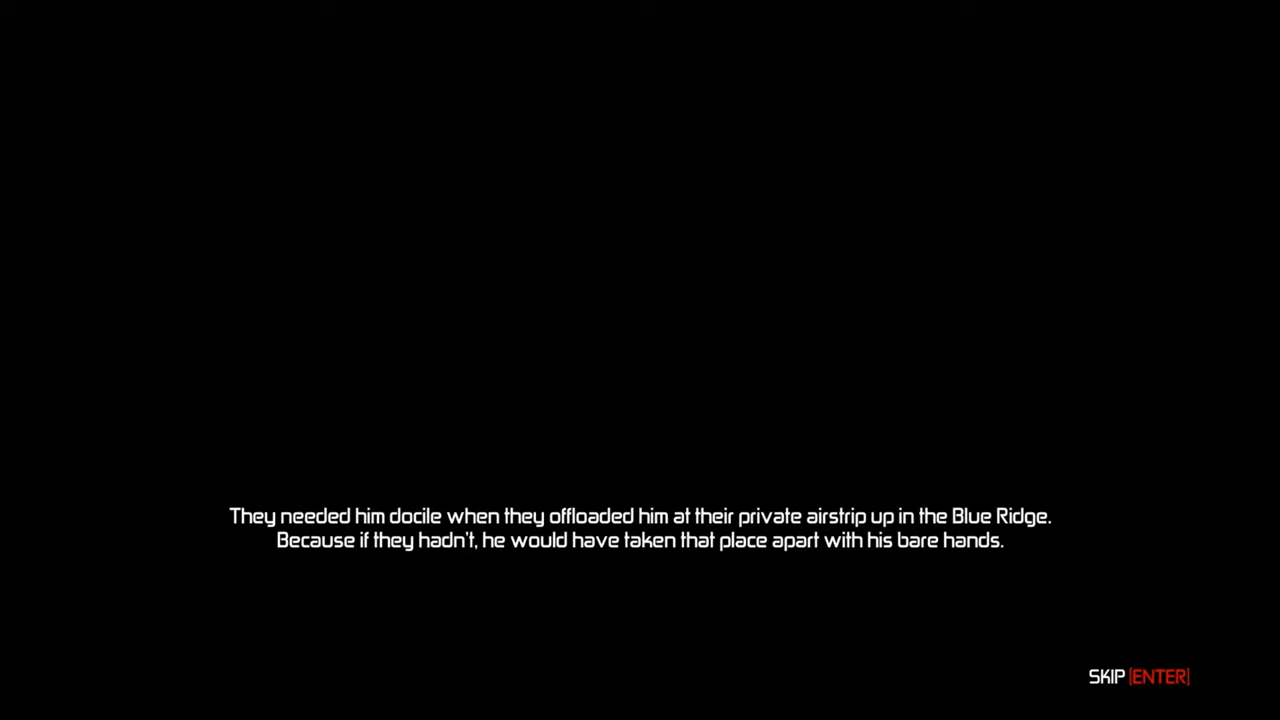 They needed him docile when they offloaded him at their private airstrip up in the Blue Ridge.
Because if they hadn't, he would have taken that place apart with his bare hands.
SKIP [ENTER]